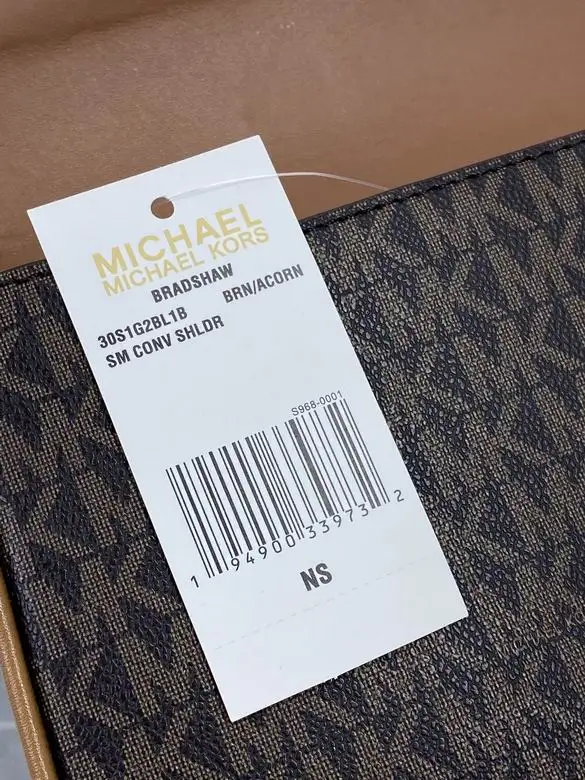 MICHAEL
MICHAEL KORS
BRADSHAW
30S1G2BL1B BRN/ACORN
SM CONV SHLDR
S968-0001
1 94900 33973 2
NS